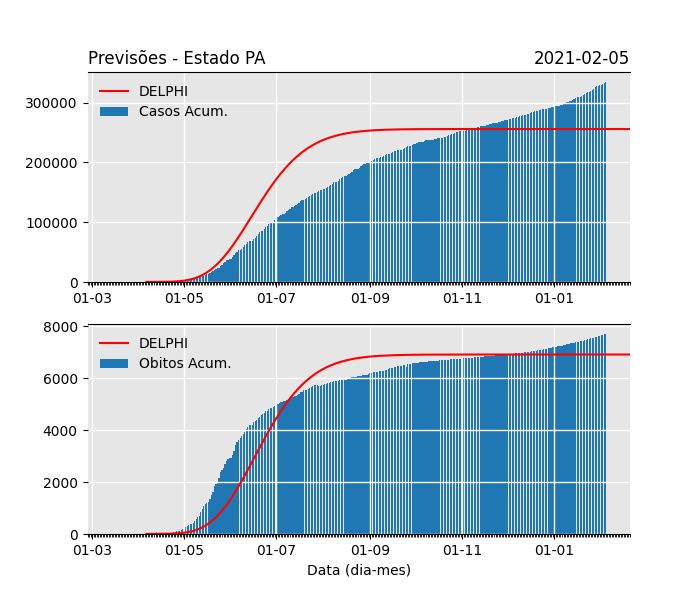 Previsões - Estado PA 2021-02-05
DELPHI
Casos Acum.
300000
200000
100000
0
01-03 01-05 01-07 01-09 01-11 01-01
DELPHI
Obitos Acum.
8000
6000
4000
2000
0
01-03 01-05 01-07 01-09 01-11 01-01
Data (dia-mes)